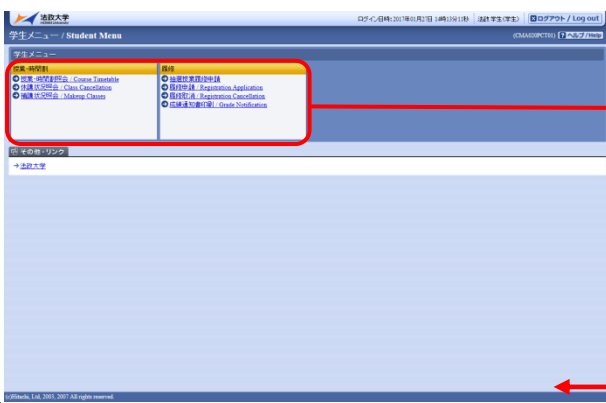 法政大学
ログイン日時:2017年01月27日 14時13分11秒 法政 学生(学生) ログアウト / Log out
学生メニュー / Student Menu (CMA020PCT01) ヘルプ / Help
学生メニュー
授業・時間割
授業・時間割照会 / Course Timetable
休講状況照会 / Class Cancellation
補講状況照会 / Makeup Classes
履修
抽選授業履修申請
履修申請 / Registration Application
履修取消 / Registration Cancellation
成績通知書印刷 / Grade Notification
その他・リンク
→法政大学
(c)Hitachi, Ltd. 2003, 2007 All rights reserved.